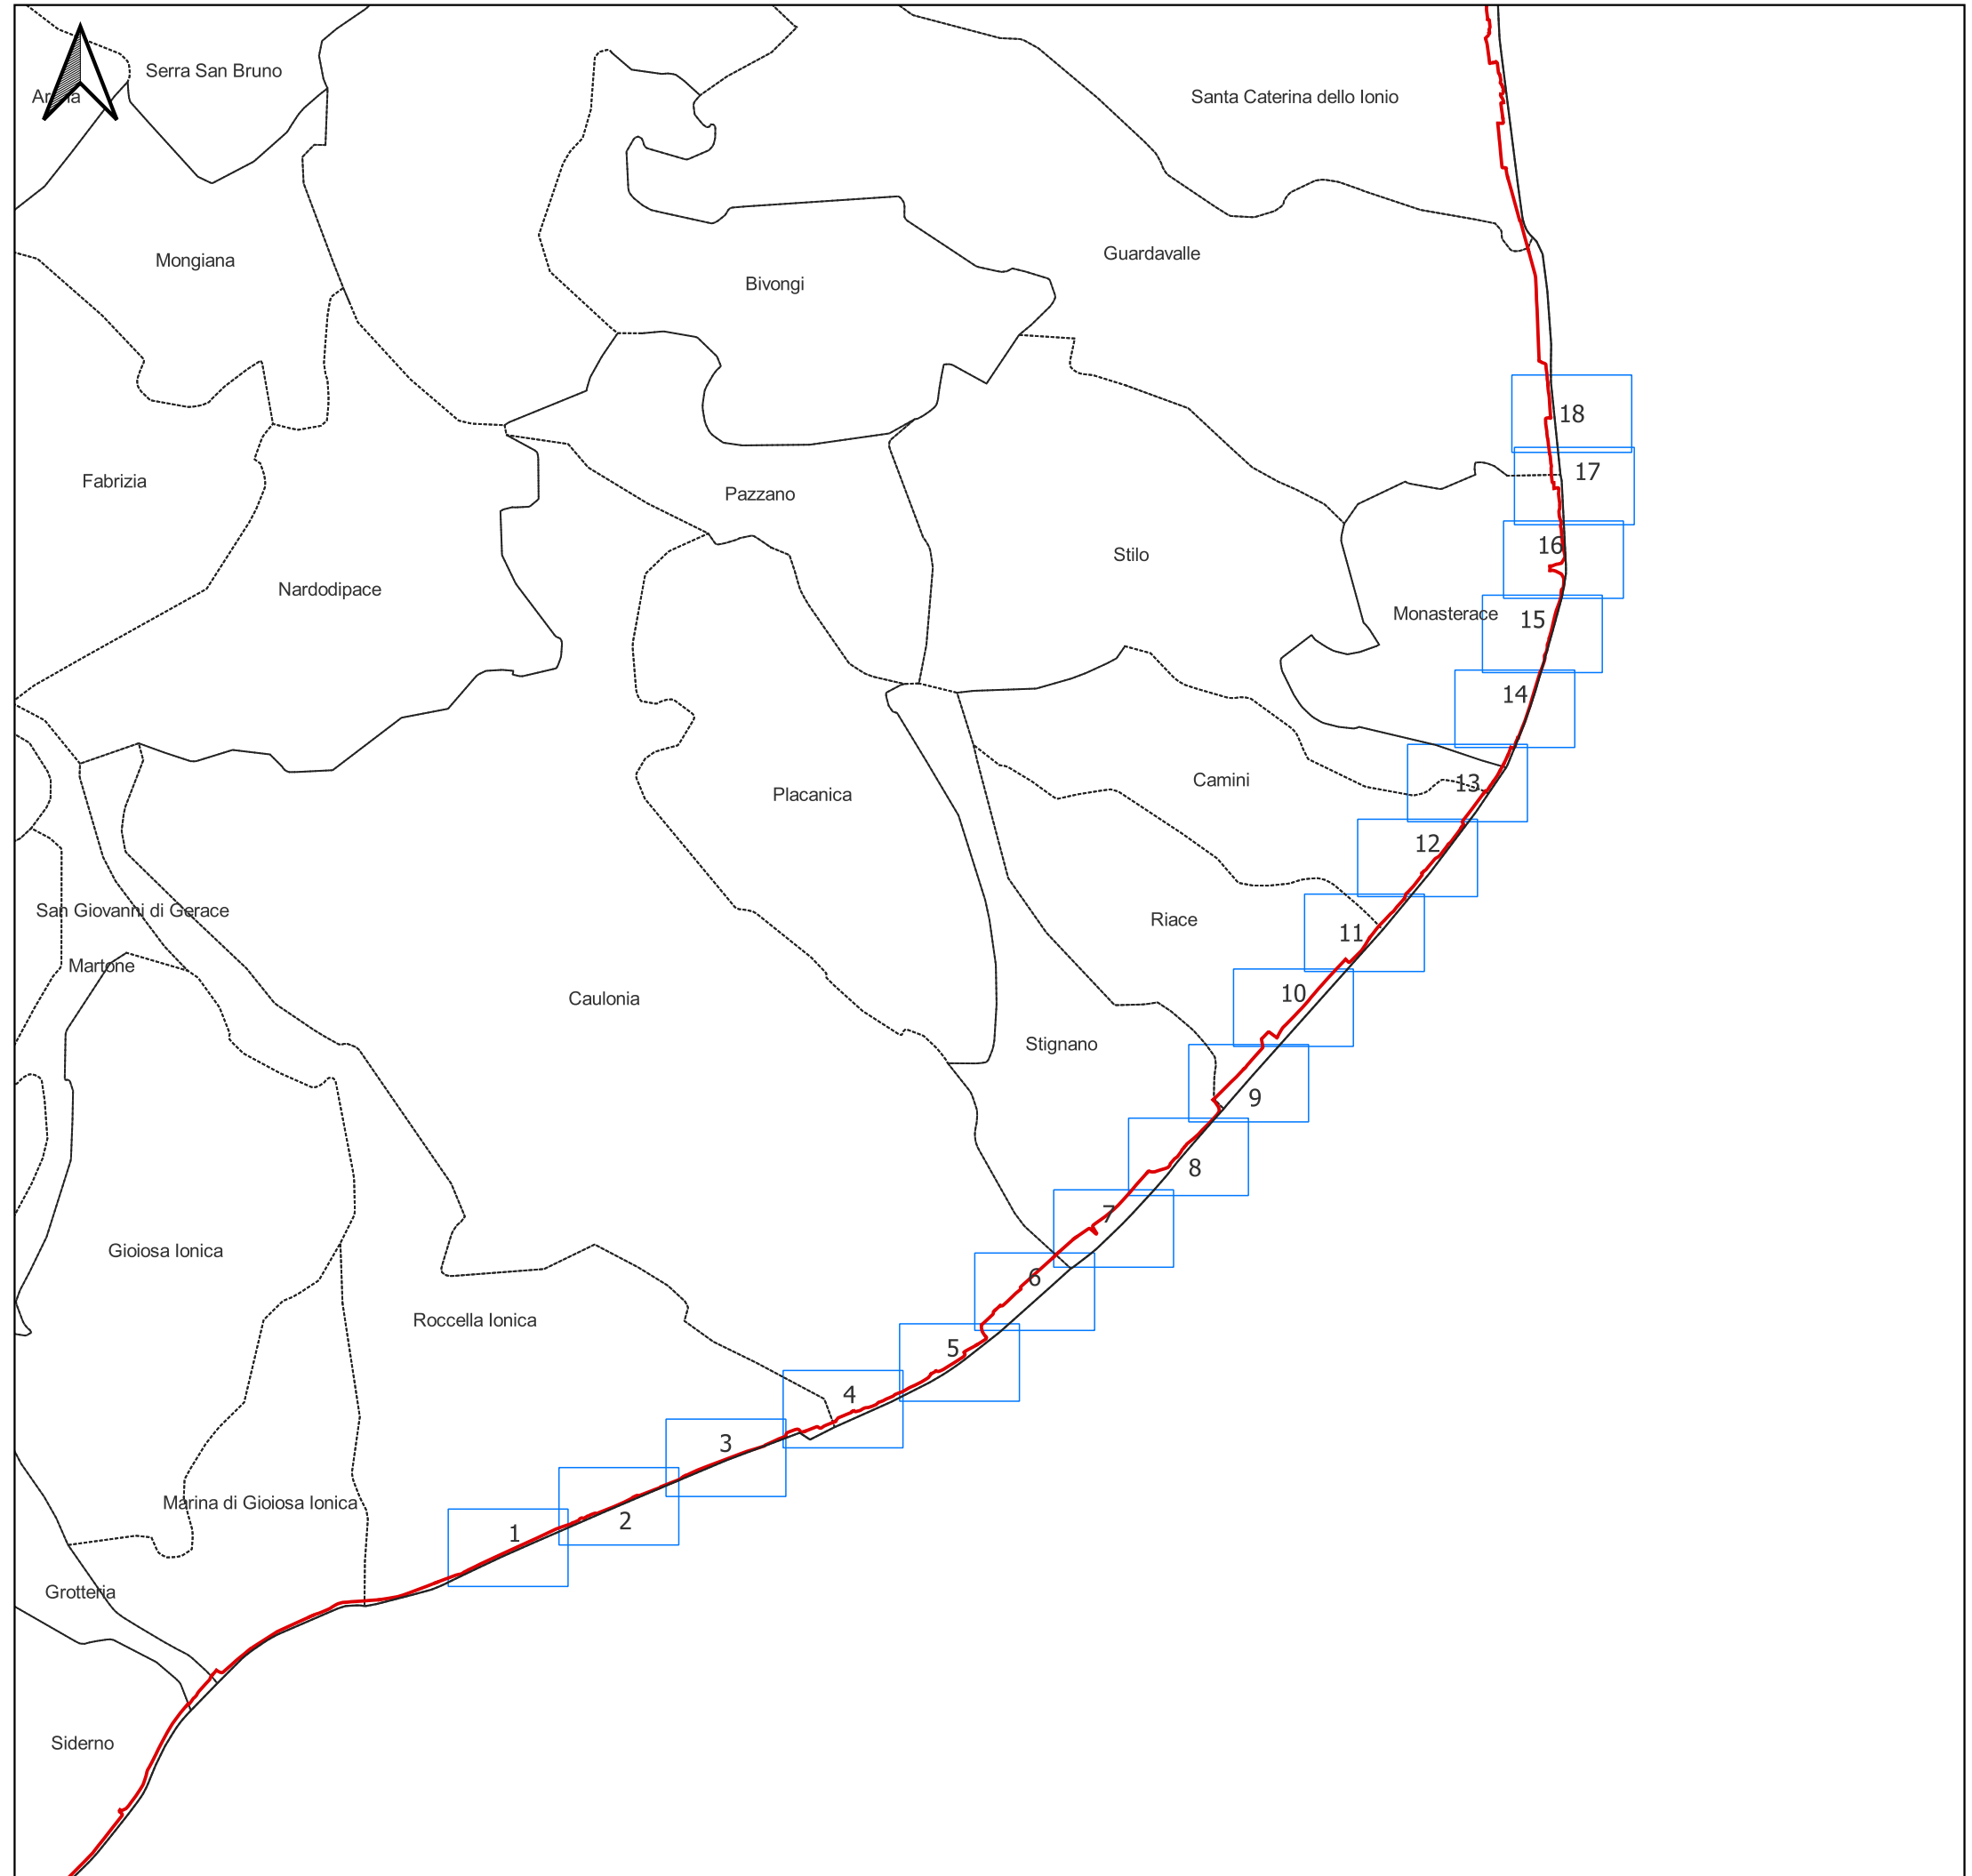 Serra San Bruno
Santa Caterina dello Ionio
Guardavalle
Mongiana
Bivongi
18
17
Fabrizia
Pazzano
16
Stilo
Nardodipace
Monasterace
15
14
Camini
13
Placanica
12
San Giovanni di Gerace
Riace
11
Martone
10
Caulonia
Stignano
9
8
7
Gioiosa Ionica
6
Roccella Ionica
5
4
3
Marina di Gioiosa Ionica
2
1
Grotteria
Siderno